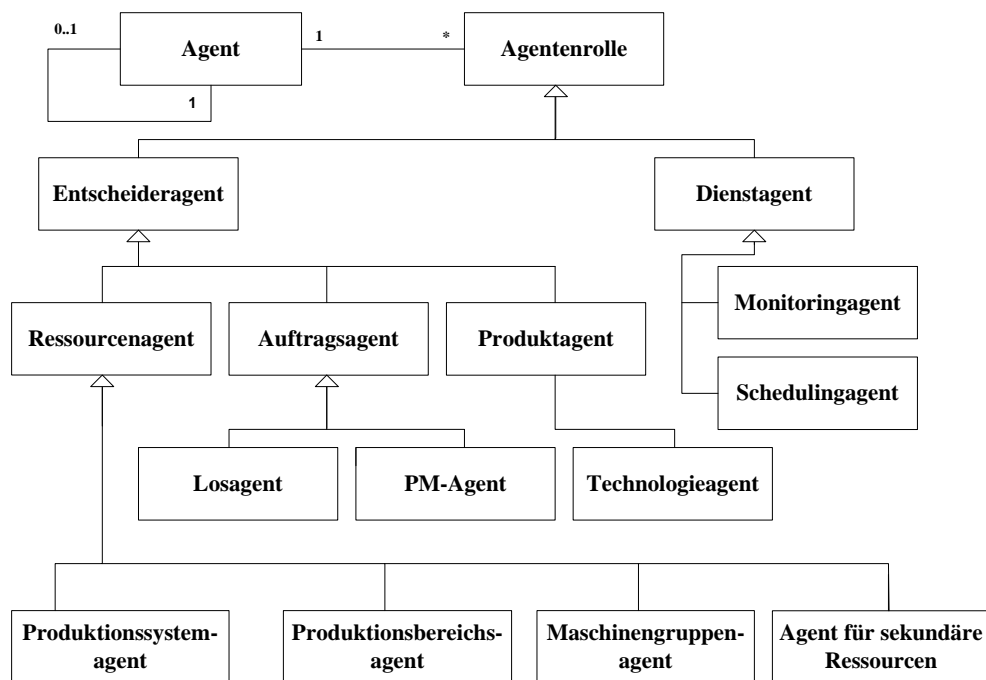 0..1
Agent
1
*
Agentenrolle
1
Entscheideragent
Dienstagent
Monitoringagent
Ressourcenagent
Auftragsagent
Produktagent
Schedulingagent
Losagent
PM-Agent
Technologieagent
Produktionssystem-
agent
Produktionsbereichs-
agent
Maschinengruppen-
agent
Agent für sekundäre
Ressourcen